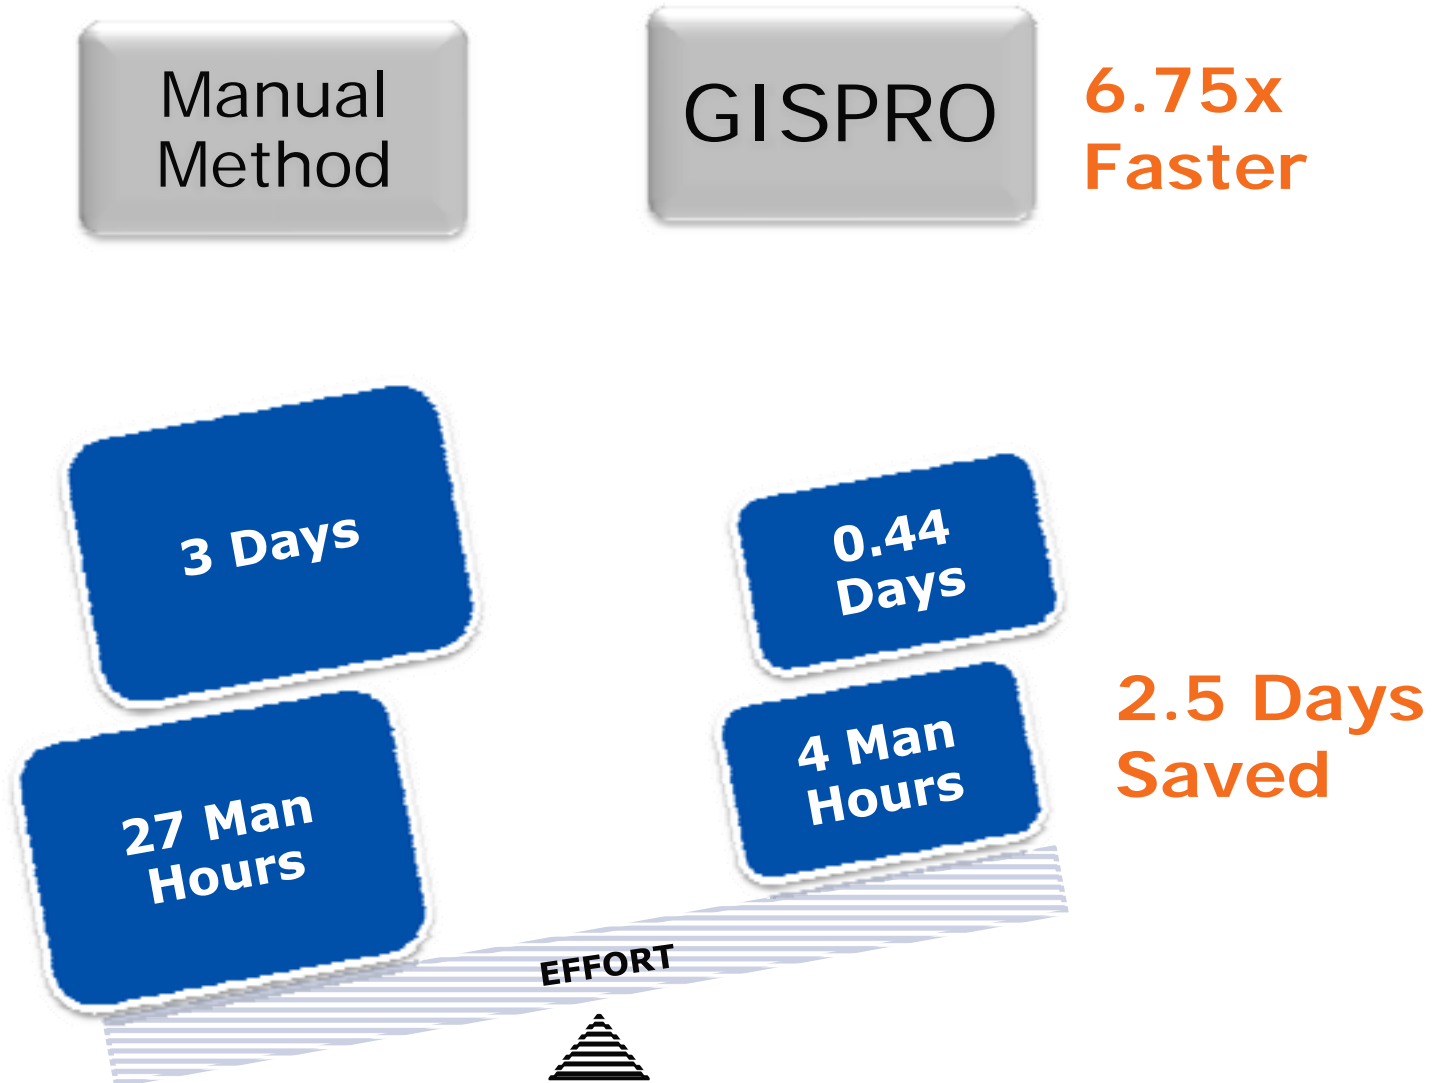 Manual
Method
GISPRO
6.75x
Faster
3 Days
0.44
Days
27 Man
Hours
4 Man
Hours
2.5 Days
Saved
EFFORT